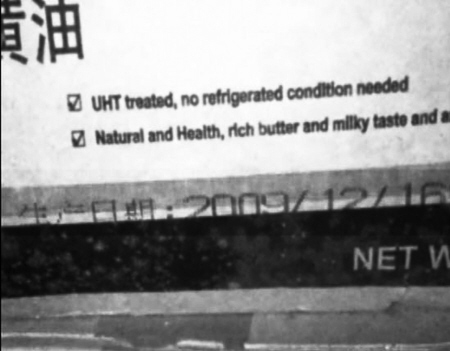 黄油
☑ UHT treated, no refrigerated condition needed
☑ Natural and Health, rich butter and milky taste and a
生产日期:2009/12/16
NET W